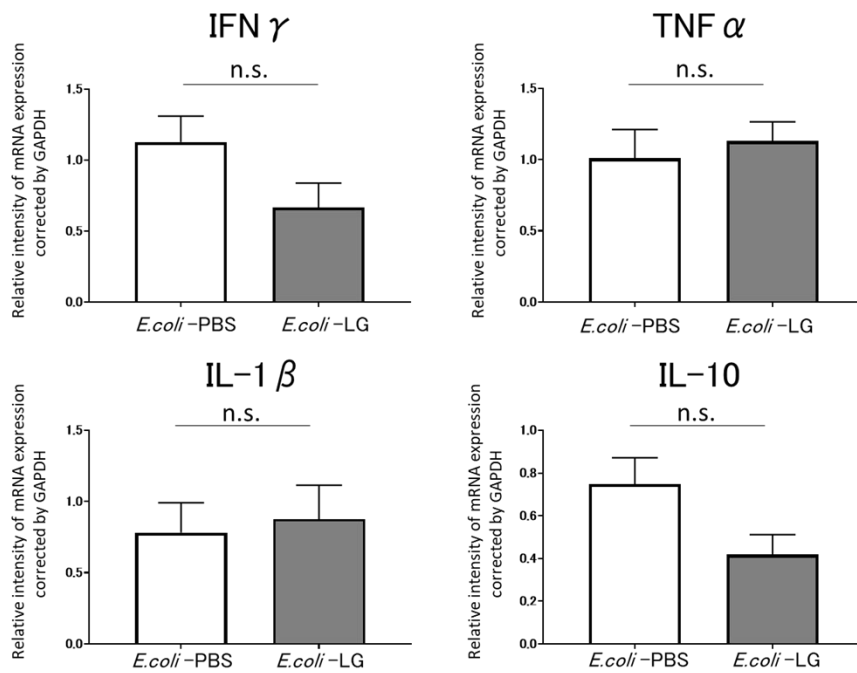 IFN γ
n.s.
Relative intensity of mRNA expression
corrected by GAPDH
1.5
1.0
0.5
0.0
E.coli-PBS
E.coli-LG
TNF α
n.s.
Relative intensity of mRNA expression
corrected by GAPDH
1.5
1.0
0.5
0.0
E.coli-PBS
E.coli-LG
IL-1 β
n.s.
Relative intensity of mRNA expression
corrected by GAPDH
1.5
1.0
0.5
0.0
E.coli-PBS
E.coli-LG
IL-10
n.s.
Relative intensity of mRNA expression
corrected by GAPDH
1.0
0.8
0.6
0.4
0.2
0.0
E.coli-PBS
E.coli-LG